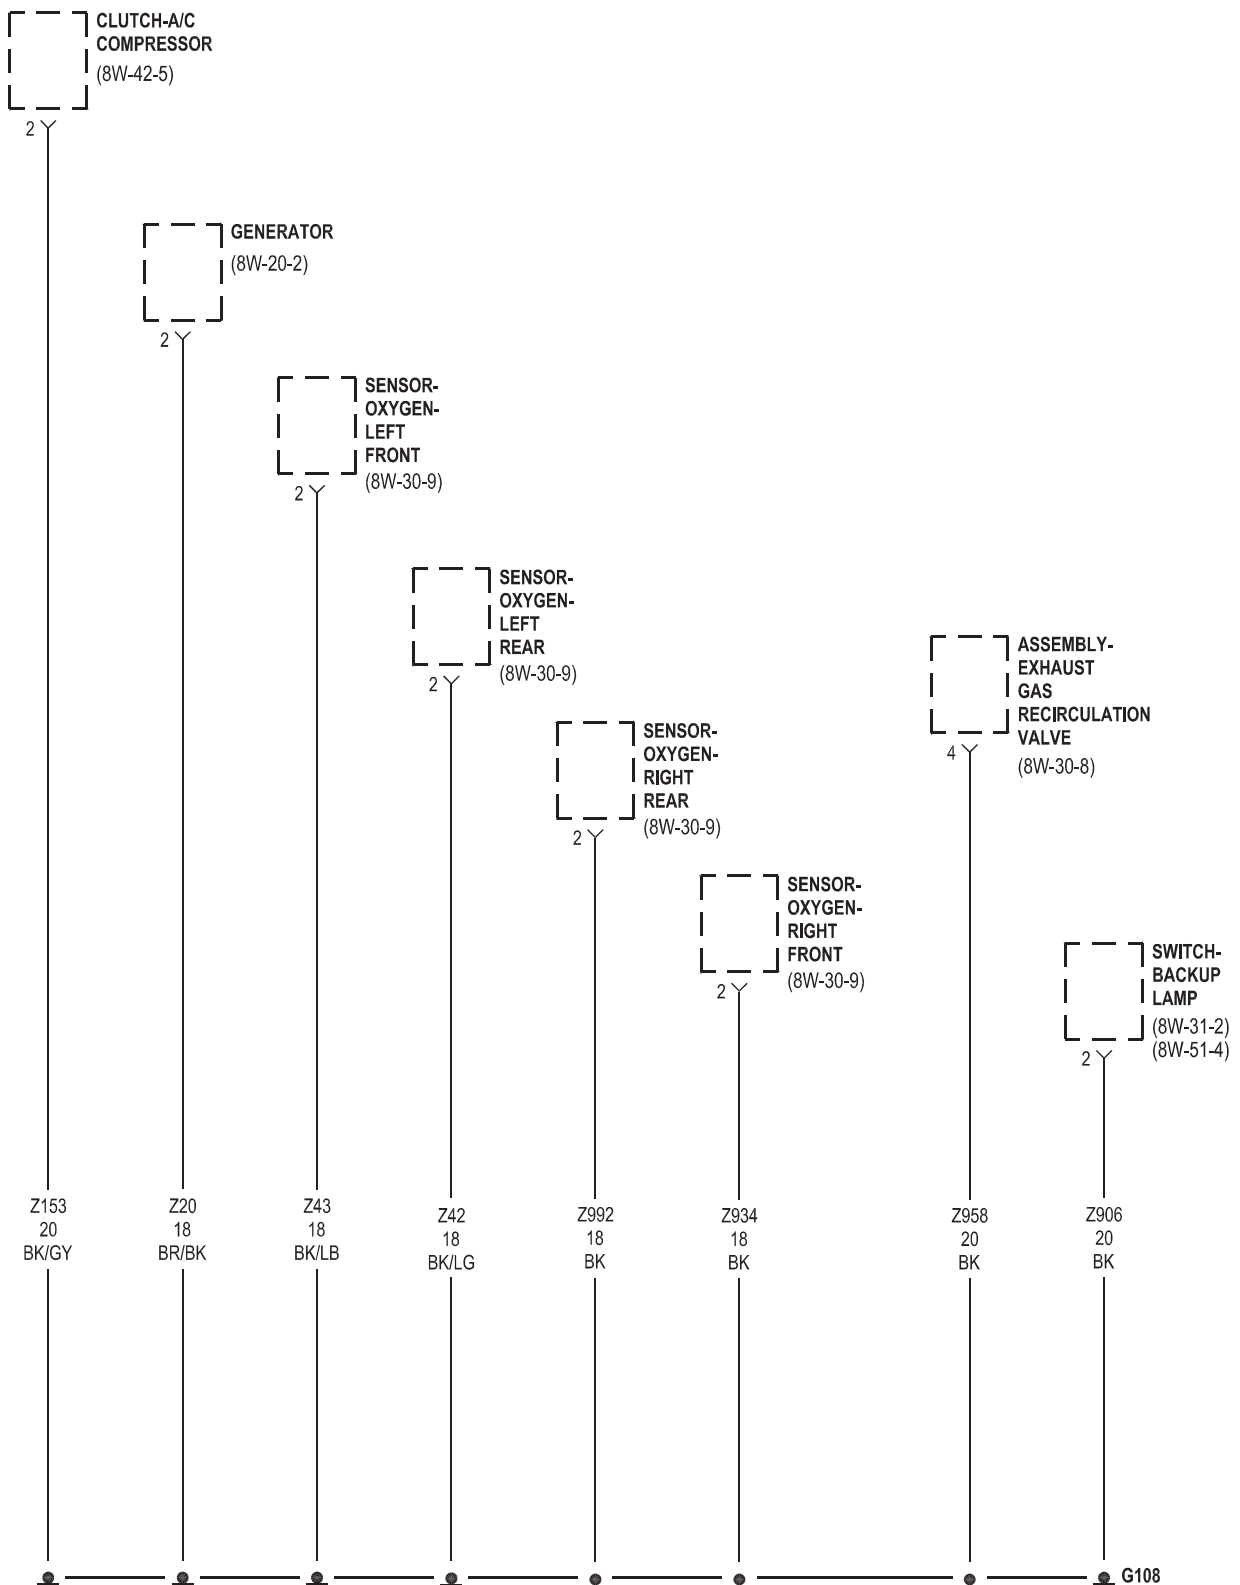 CLUTCH-A/C
COMPRESSOR
(8W-42-5)
2
GENERATOR
(8W-20-2)
2
SENSOR-
OXYGEN-
LEFT
FRONT
(8W-30-9)
2
SENSOR-
OXYGEN-
LEFT
REAR
(8W-30-9)
2
SENSOR-
OXYGEN-
RIGHT
REAR
(8W-30-9)
2
SENSOR-
OXYGEN-
RIGHT
FRONT
(8W-30-9)
2
ASSEMBLY-
EXHAUST
GAS
RECIRCULATION
VALVE
(8W-30-8)
4
SWITCH-
BACKUP
LAMP
(8W-31-2)
(8W-51-4)
2
Z153
20
BK/GY
Z20
18
BR/BK
Z43
18
BK/LB
Z42
18
BK/LG
Z992
18
BK
Z934
18
BK
Z958
20
BK
Z906
20
BK
G108